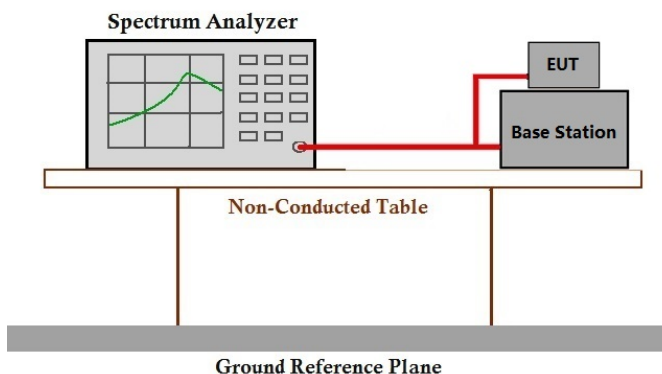 Spectrum Analyzer
EUT
Base Station
Non-Conducted Table
Ground Reference Plane